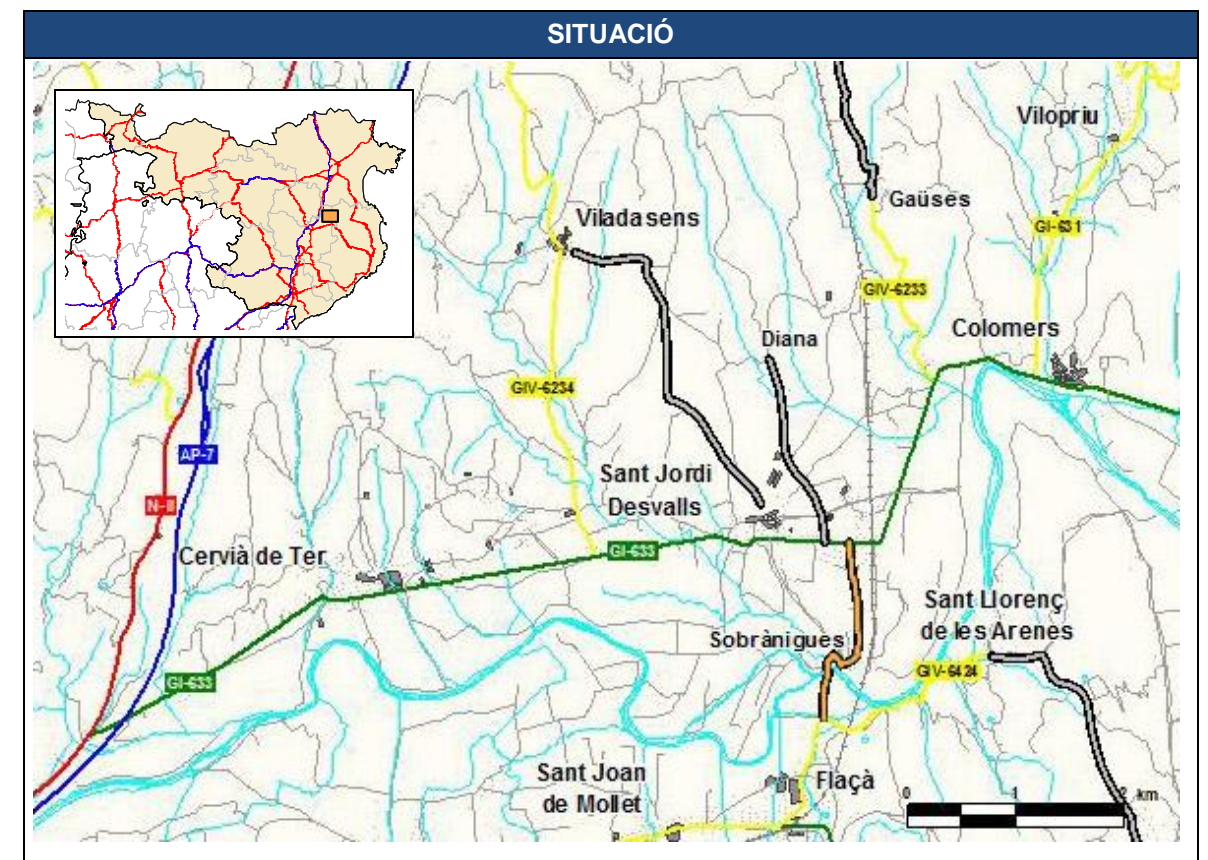 SITUACIÓ
Vilopriu
Gaüses
GI-631
Viladasens
GIV-6233
Colomers
Diana
GIV-6234
AP-7
N-II
Sant Jordi
Desvalls
GI-633
Cervià de Ter
Sant Llorenç
de les Arenes
Sobrànigues
GIV-6424
GI-633
Sant Joan
de Mollet
Flaçà
0 1 2 km